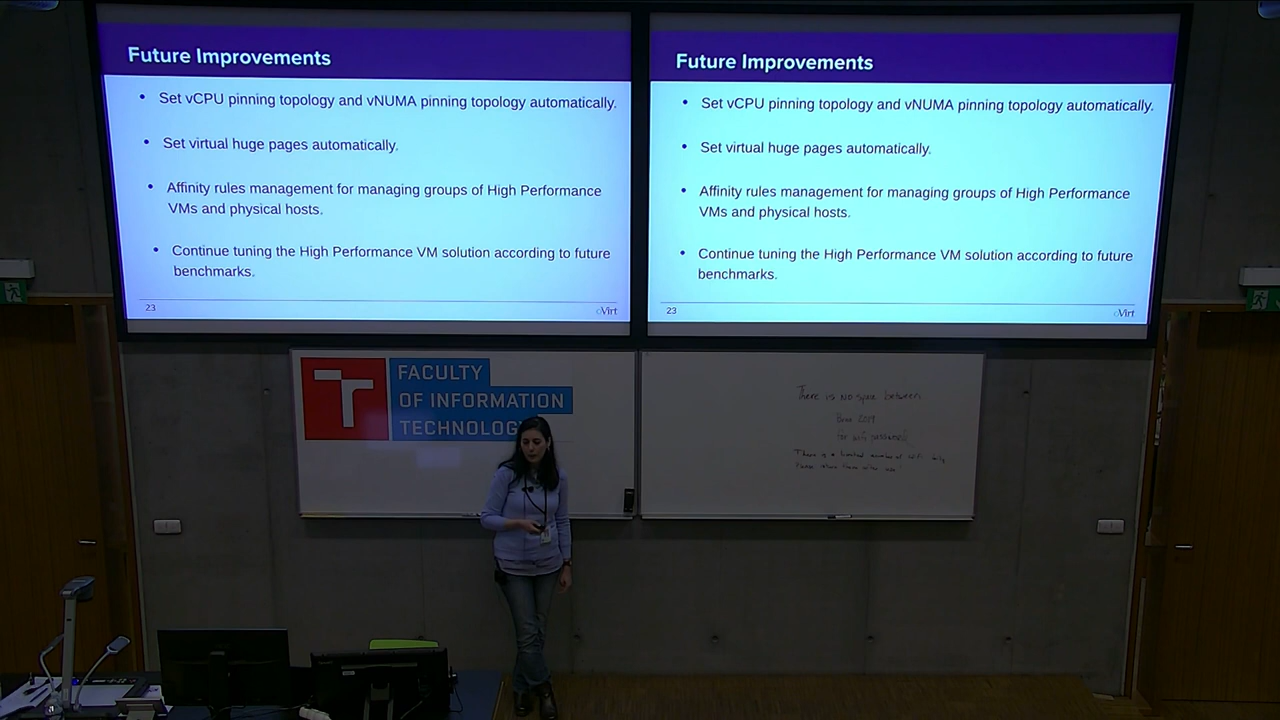 Future Improvements
• Set vCPU pinning topology and vNUMA pinning topology automatically.
• Set virtual huge pages automatically.
• Affinity rules management for managing groups of High Performance
VMs and physical hosts.
• Continue tuning the High Performance VM solution according to future
benchmarks.
23
oVirt
Future Improvements
• Set vCPU pinning topology and vNUMA pinning topology automatically.
• Set virtual huge pages automatically.
• Affinity rules management for managing groups of High Performance
VMs and physical hosts.
• Continue tuning the High Performance VM solution according to future
benchmarks.
23
oVirt
FACULTY
OF INFORMATION
TECHNOLOG
There is NO space between